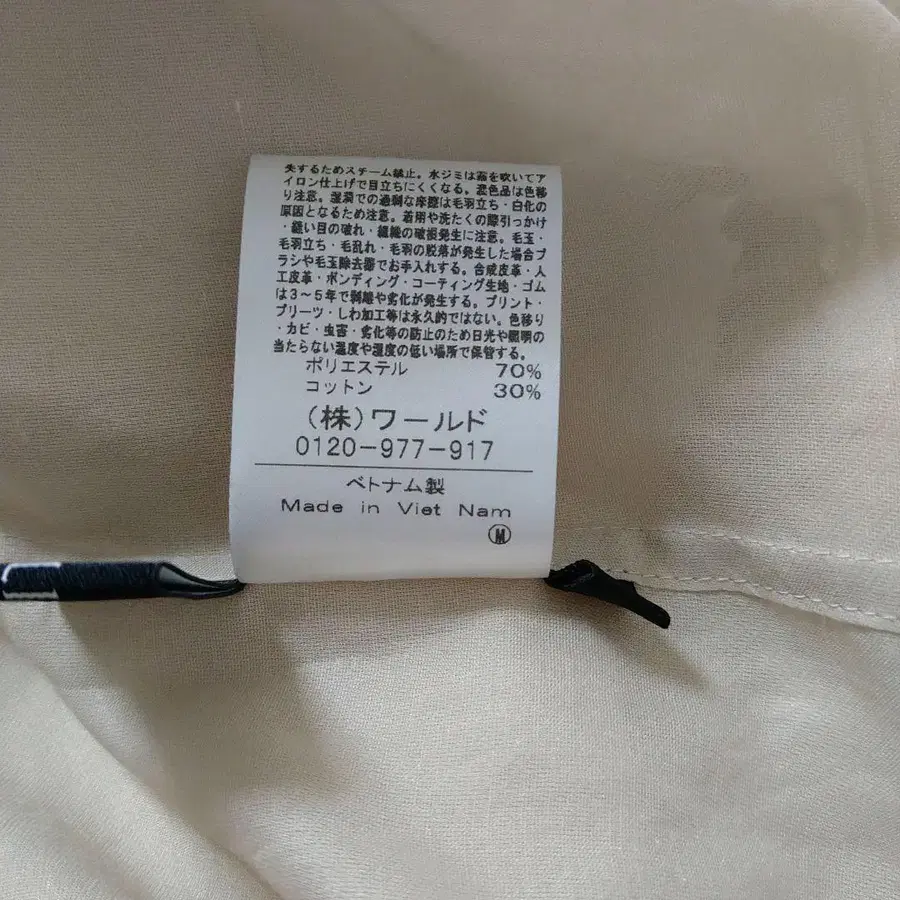 失するためスチーム禁止。水ジミは霧を吹いてア
イロン仕上げで目立ちにくくなる。濃色品は色移
り注意。湿潤での過剰な摩擦は毛羽立ち・白化の
原因となるため注意。着用や洗たくの際引っかけ
・縫い目の破れ・組織の破損発生に注意。毛玉・
毛羽立ち・毛乱れ・毛羽の脱落が発生した場合ブ
ラシや毛玉除去器でお手入れする。合成皮革・人
工皮革・ボンディング・コーティング生地・ゴム
は3~5年で剥離や劣化が発生する。プリント・
プリーツ・しわ加工等は永久的ではない。色移り
・カビ・虫害・劣化等の防止のため日光や照明の
当たらない温度や湿度の低い場所で保管する。
ポリエステル 70%
コットン 30%
(株)ワールド
0120-977-917
ベトナム製
Made in Viet Nam
M